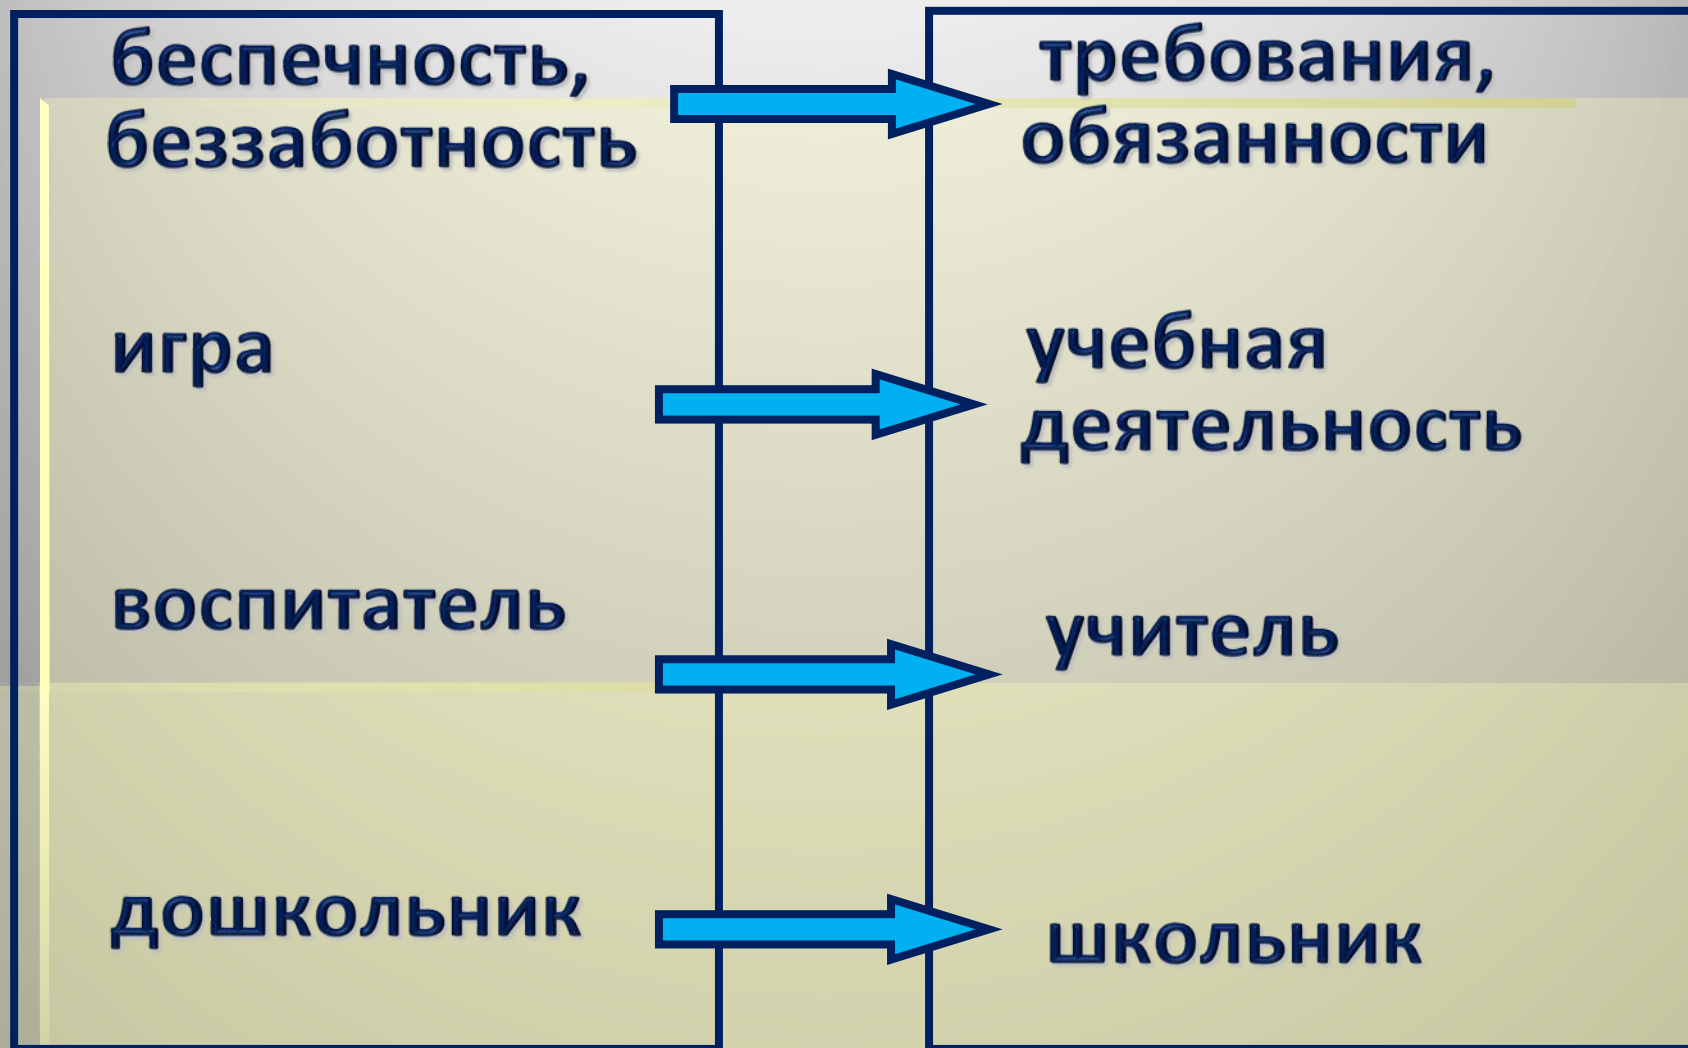 беспечность,
беззаботность
требования,
обязанности
игра
учебная
деятельность
воспитатель
учитель
дошкольник
школьник